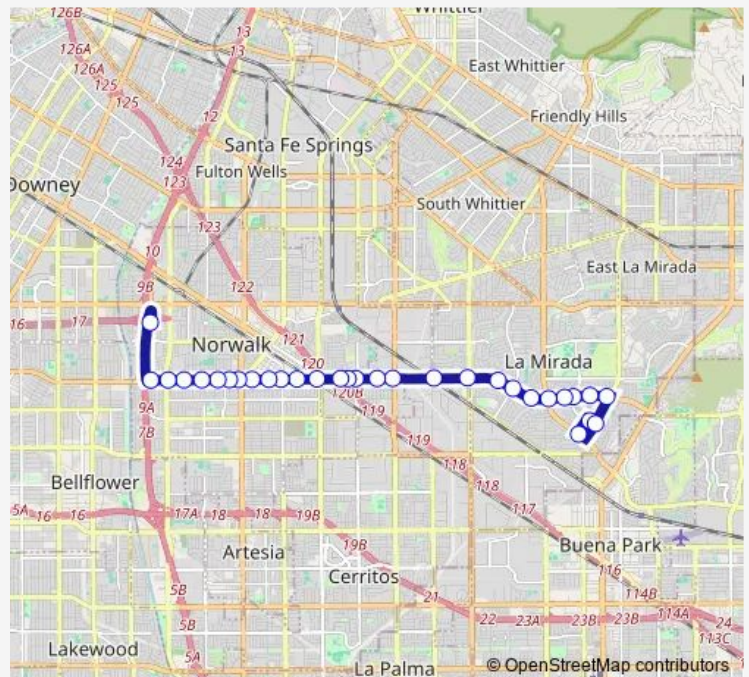 126B
Whittier
13
13
126A
126A
East Whittier
125
125
12
Friendly Hills
Santa Fe Springs
124
Fulton Wells
123
Downey
South Whittier
123
10
East La Mirada
9B
122
16
17
121
Norwalk
120
La Mirada
120B
9A
119
7B
119
118
118
Bellflower
117
5A
16
16
17A
18
18
19B
19B
Artesia
Buena Park
Cerritos
116
5B
114B
21
22
23A
23B
23B
114A
24
5B
113C
Lakewood
5A
La Palma
© OpenStreetMap contributors